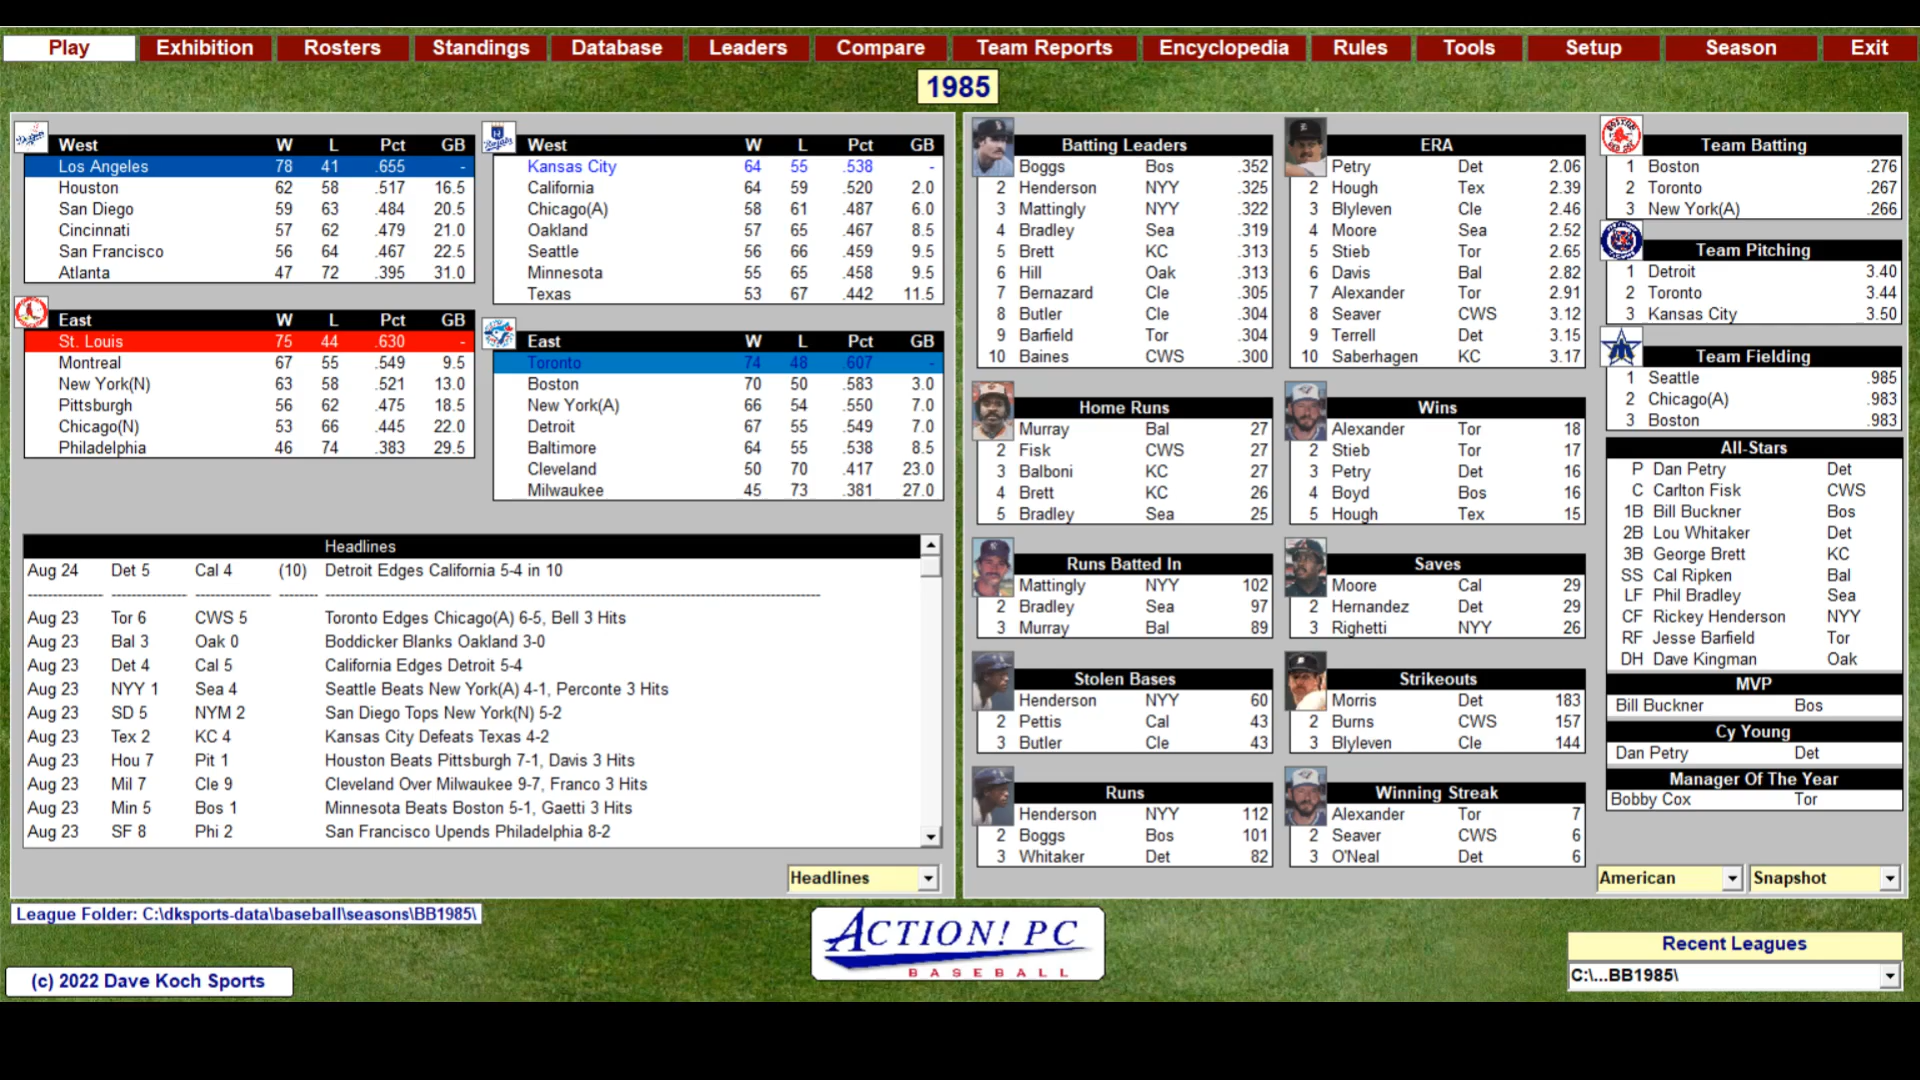 Play Exhibition Rosters Standings Database Leaders Compare Team Reports Encyclopedia Rules Tools Setup Season Exit
1985
West W L Pct GB
Los Angeles 78 41 .655 -
Houston 62 58 .517 16.5
San Diego 59 63 .484 20.5
Cincinnati 57 62 .479 21.0
San Francisco 56 64 .467 22.5
Atlanta 47 72 .395 31.0
East W L Pct GB
St. Louis 75 44 .630 -
Montreal 67 55 .549 9.5
New York(N) 63 58 .521 13.0
Pittsburgh 56 62 .475 18.5
Chicago(N) 53 66 .445 22.0
Philadelphia 46 74 .383 29.5
West W L Pct GB
Kansas City 64 55 .538 -
California 64 59 .520 2.0
Chicago(A) 58 61 .487 6.0
Oakland 57 65 .467 8.5
Seattle 56 66 .459 9.5
Minnesota 55 65 .458 9.5
Texas 53 67 .442 11.5
East W L Pct GB
Toronto 74 48 .607 -
Boston 70 50 .583 3.0
New York(A) 66 54 .550 7.0
Detroit 67 55 .549 7.0
Baltimore 64 55 .538 8.5
Cleveland 50 70 .417 23.0
Milwaukee 45 73 .381 27.0
Headlines
Aug 24 Det 5 Cal 4 (10) Detroit Edges California 5-4 in 10
Aug 23 Tor 6 CWS 5 Toronto Edges Chicago(A) 6-5, Bell 3 Hits
Aug 23 Bal 3 Oak 0 Boddicker Blanks Oakland 3-0
Aug 23 Det 4 Cal 5 California Edges Detroit 5-4
Aug 23 NYY 1 Sea 4 Seattle Beats New York(A) 4-1, Perconte 3 Hits
Aug 23 SD 5 NYM 2 San Diego Tops New York(N) 5-2
Aug 23 Tex 2 KC 4 Kansas City Defeats Texas 4-2
Aug 23 Hou 7 Pit 1 Houston Beats Pittsburgh 7-1, Davis 3 Hits
Aug 23 Mil 7 Cle 9 Cleveland Over Milwaukee 9-7, Franco 3 Hits
Aug 23 Min 5 Bos 1 Minnesota Beats Boston 5-1, Gaetti 3 Hits
Aug 23 SF 8 Phi 2 San Francisco Upends Philadelphia 8-2
Headlines
Batting Leaders
Boggs Bos .352
2 Henderson NYY .325
3 Mattingly NYY .322
4 Bradley Sea .319
5 Brett KC .313
6 Hill Oak .313
7 Bernazard Cle .305
8 Butler Cle .304
9 Barfield Tor .304
10 Baines CWS .300
Home Runs
Murray Bal 27
2 Fisk CWS 27
3 Balboni KC 27
4 Brett KC 26
5 Bradley Sea 25
Runs Batted In
Mattingly NYY 102
2 Bradley Sea 97
3 Murray Bal 89
Stolen Bases
Henderson NYY 60
2 Pettis Cal 43
3 Butler Cle 43
Runs
Henderson NYY 112
2 Boggs Bos 101
3 Whitaker Det 82
ERA
Petry Det 2.06
2 Hough Tex 2.39
3 Blyleven Cle 2.46
4 Moore Sea 2.52
5 Stieb Tor 2.65
6 Davis Bal 2.82
7 Alexander Tor 2.91
8 Seaver CWS 3.12
9 Terrell Det 3.15
10 Saberhagen KC 3.17
Wins
Alexander Tor 18
2 Stieb Tor 17
3 Petry Det 16
4 Boyd Bos 16
5 Hough Tex 15
Saves
Moore Cal 29
2 Hernandez Det 29
3 Righetti NYY 26
Strikeouts
Morris Det 183
2 Burns CWS 157
3 Blyleven Cle 144
Winning Streak
Alexander Tor 7
2 Seaver CWS 6
3 O'Neal Det 6
Team Batting
1 Boston .276
2 Toronto .267
3 New York(A) .266
Team Pitching
1 Detroit 3.40
2 Toronto 3.44
3 Kansas City 3.50
Team Fielding
1 Seattle .985
2 Chicago(A) .983
3 Boston .983
All-Stars
P Dan Petry Det
C Carlton Fisk CWS
1B Bill Buckner Bos
2B Lou Whitaker Det
3B George Brett KC
SS Cal Ripken Bal
LF Phil Bradley Sea
CF Rickey Henderson NYY
RF Jesse Barfield Tor
DH Dave Kingman Oak
MVP
Bill Buckner Bos
Cy Young
Dan Petry Det
Manager Of The Year
Bobby Cox Tor
American Snapshot
League Folder: C:\dksports-data\baseball\seasons\BB1985\
ACTION! PC
BASEBALL
(c) 2022 Dave Koch Sports
Recent Leagues
C:\...BB1985\